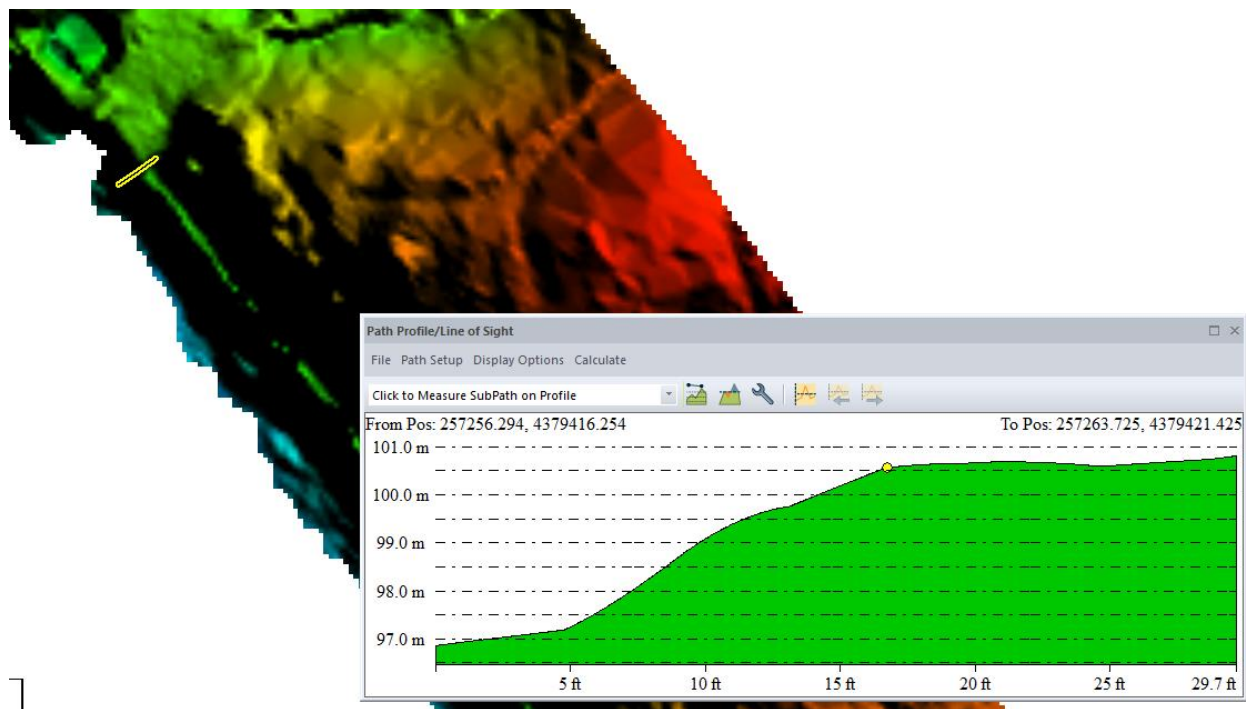 Path Profile/Line of Sight
File Path Setup Display Options Calculate
Click to Measure SubPath on Profile
From Pos: 257256.294, 4379416.254 To Pos: 257263.725, 4379421.425
101.0 m
100.0 m
99.0 m
98.0 m
97.0 m
5 ft 10 ft 15 ft 20 ft 25 ft 29.7 ft